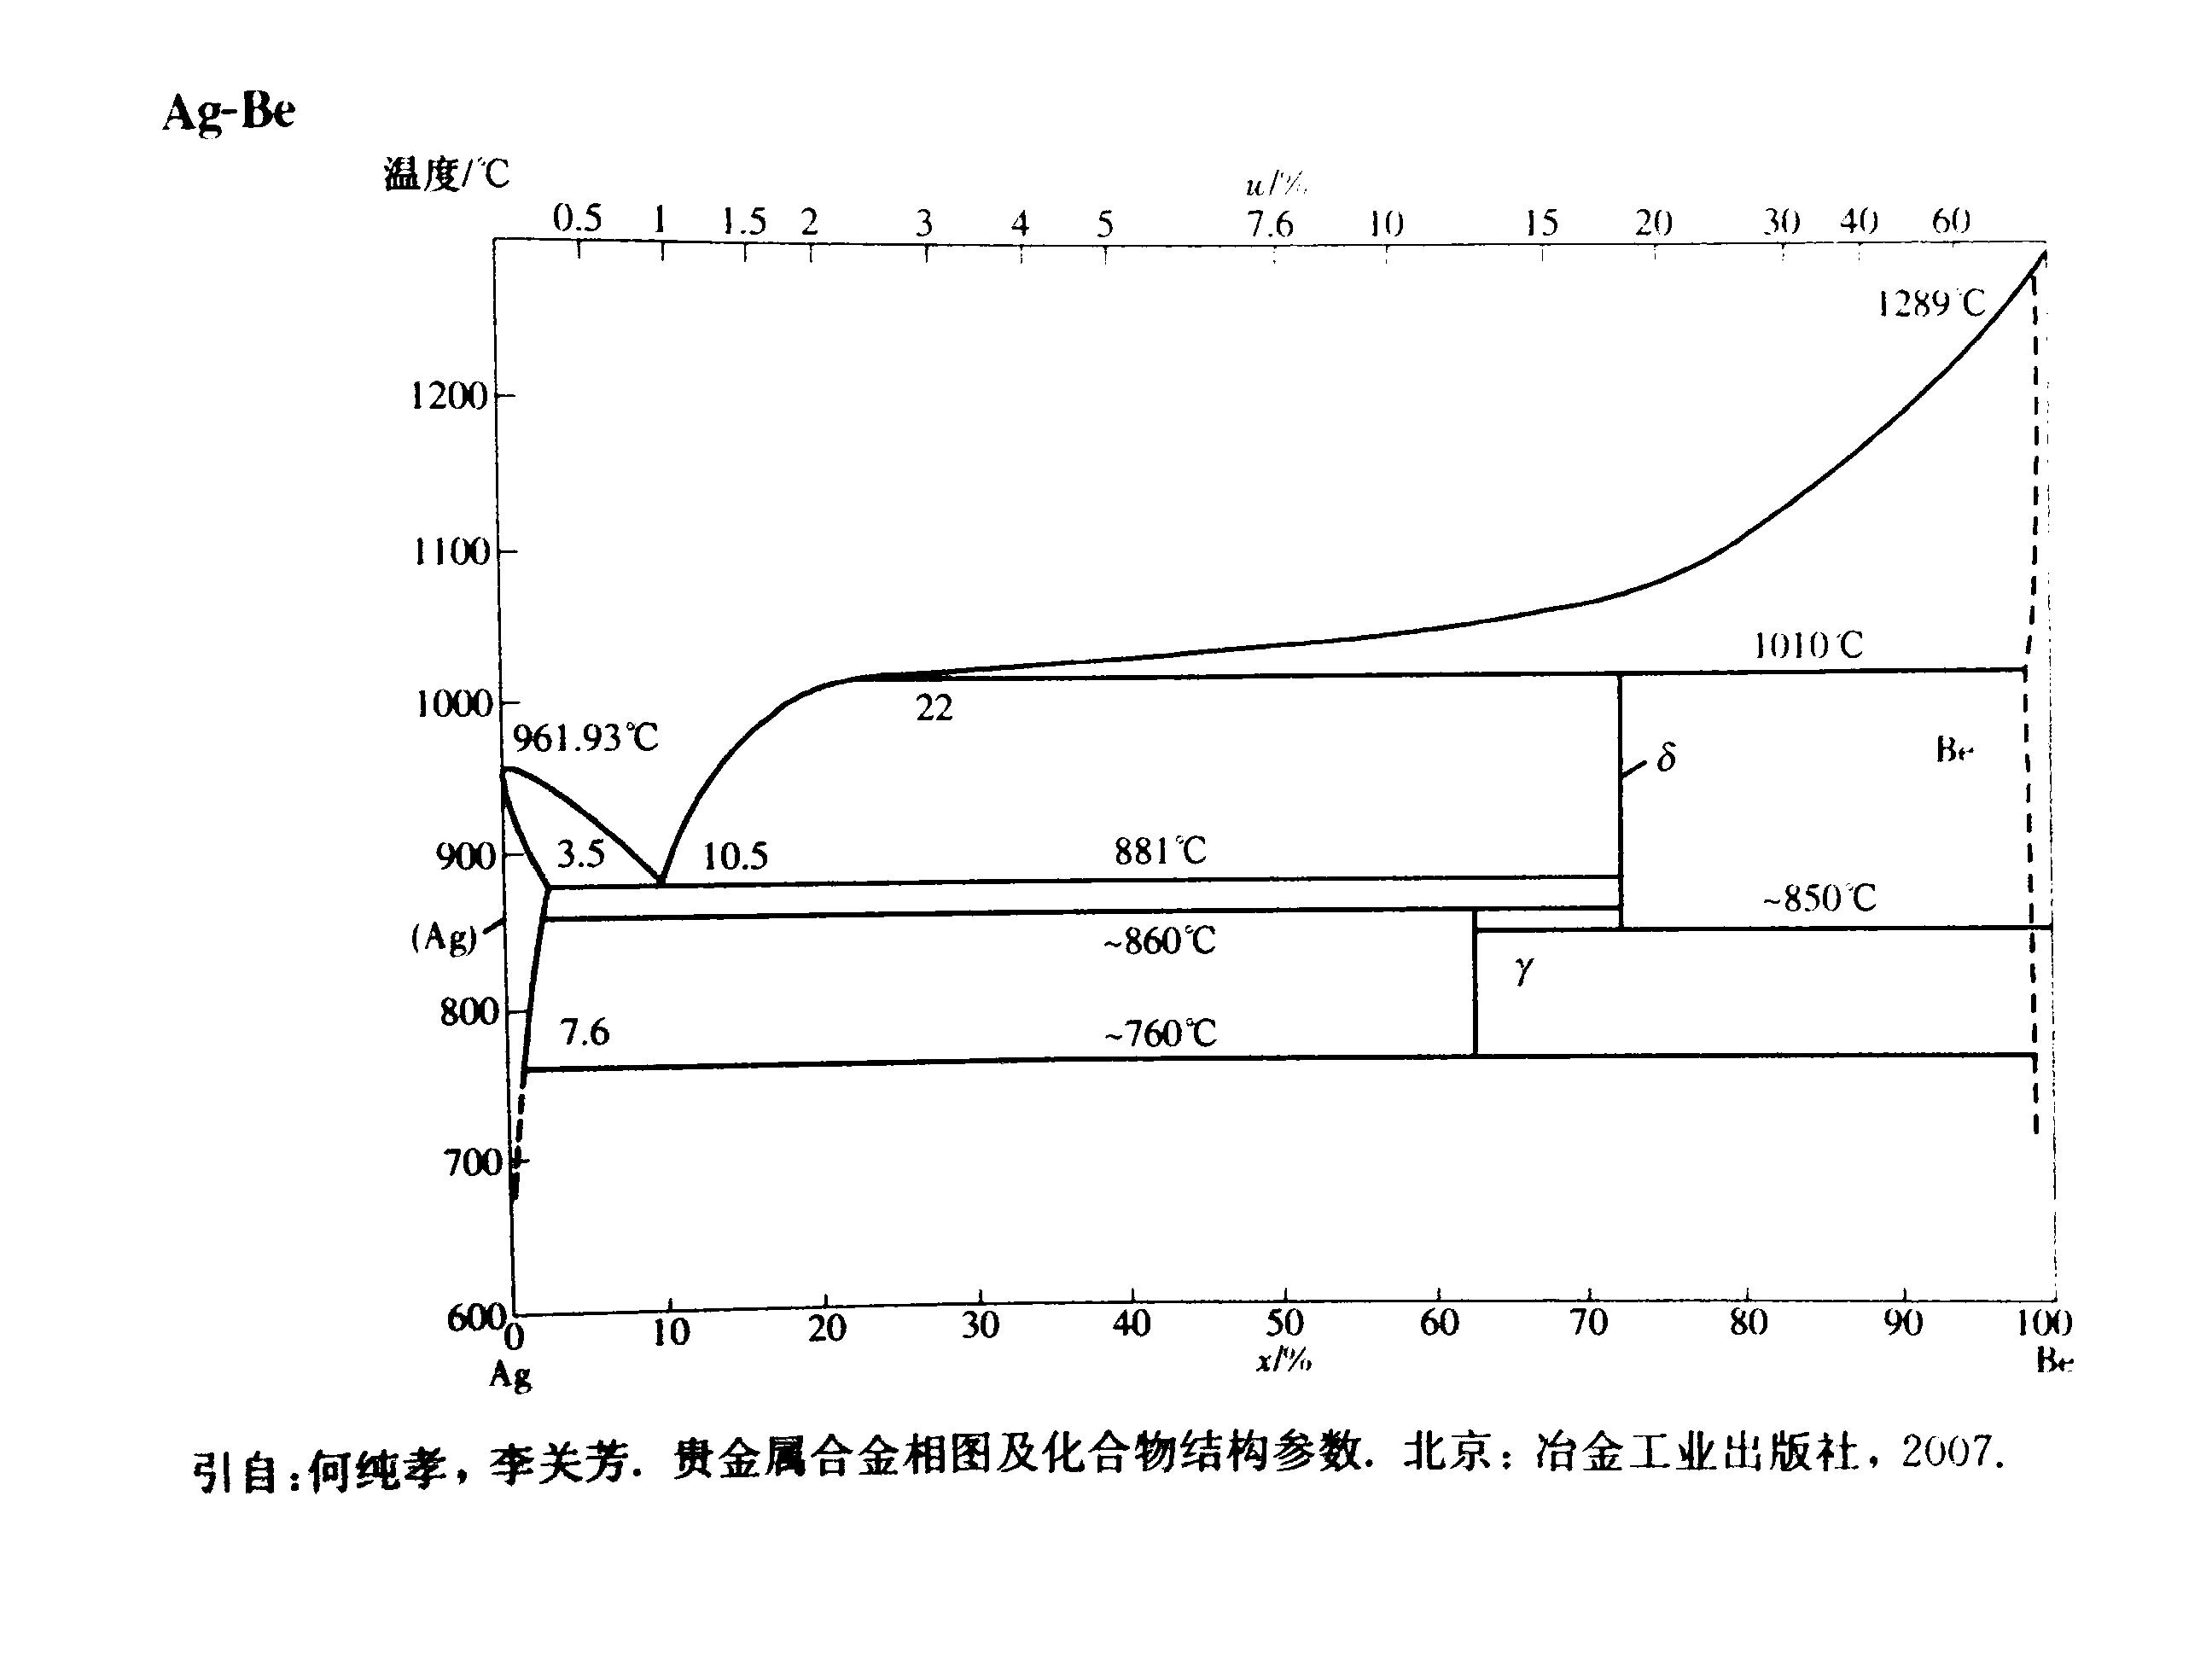 Ag-Be
温度/℃
u/%
0.5 1 1.5 2 3 4 5 7.6 10 15 20 30 40 60
1289℃
1200
1100
1010℃
1000
22
961.93℃
δ
Be
900
3.5
10.5
881℃
~850℃
(Ag)
~860℃
γ
800
7.6
~760℃
700
600
0 10 20 30 40 50 60 70 80 90 100
Ag
x/%
Be
引自:何纯孝, 李关芳. 贵金属合金相图及化合物结构参数. 北京: 冶金工业出版社, 2007.